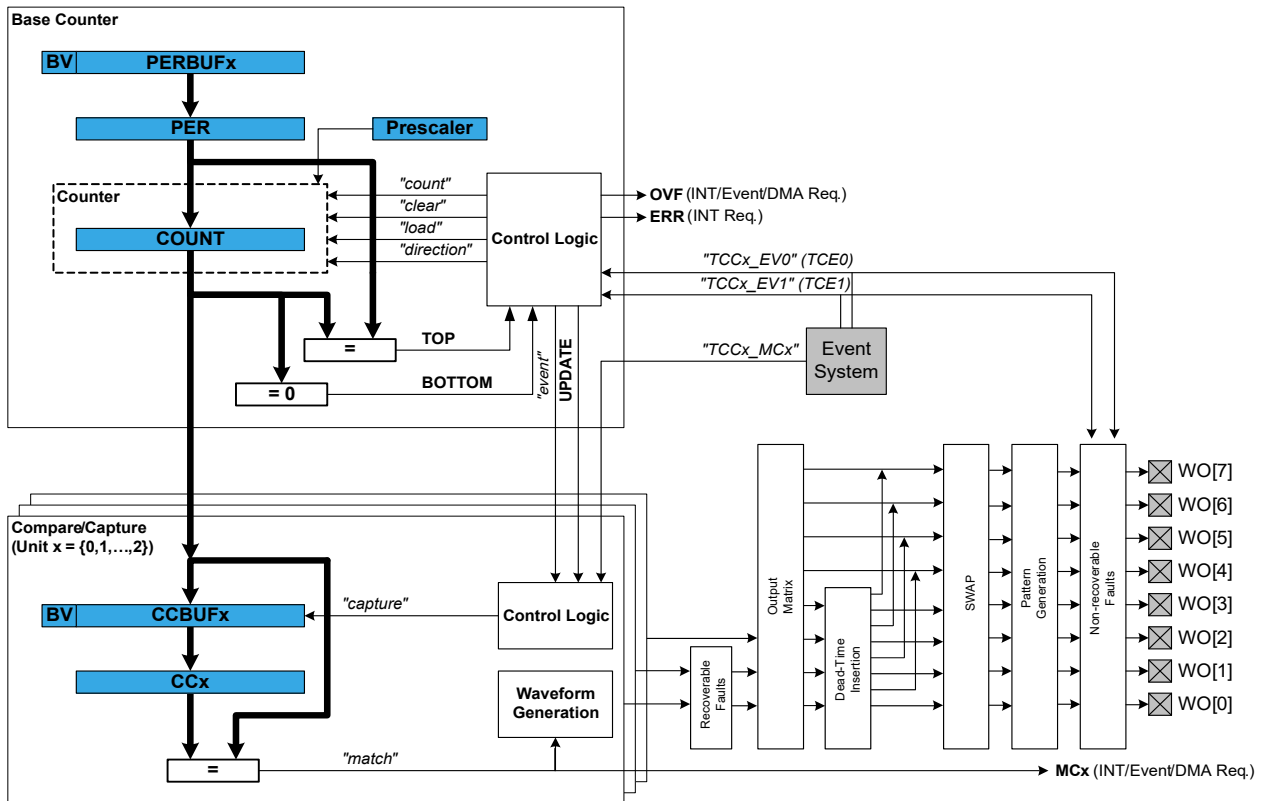 Base Counter
BV
PERBUFx
PER
Prescaler
Counter
COUNT
"count"
"clear"
"load"
"direction"
Control Logic
OVF (INT/Event/DMA Req.)
ERR (INT Req.)
"TCCx_EV0" (TCE0)
"TCCx_EV1" (TCE1)
"TCCx_MCx"
Event
System
=
TOP
= 0
BOTTOM
"event"
UPDATE
Compare/Capture
(Unit x = {0,1,…,2})
BV
CCBUFx
"capture"
Control Logic
CCx
Waveform
Generation
=
"match"
Recoverable
Faults
Output
Matrix
Dead-Time
Insertion
SWAP
Pattern
Generation
Non-recoverable
Faults
WO[7]
WO[6]
WO[5]
WO[4]
WO[3]
WO[2]
WO[1]
WO[0]
MCx (INT/Event/DMA Req.)